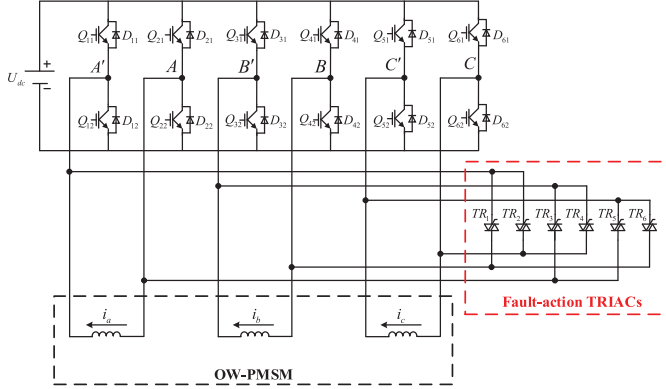 Q11 D11 Q21 D21 Q31 D31 Q41 D41 Q51 D51 Q61 D61
+
Udc
−
A′ A B′ B C′ C
Q12 D12 Q22 D22 Q32 D32 Q42 D42 Q52 D52 Q62 D62
TR1 TR2 TR3 TR4 TR5 TR6
Fault-action TRIACs
ia ib ic
OW-PMSM